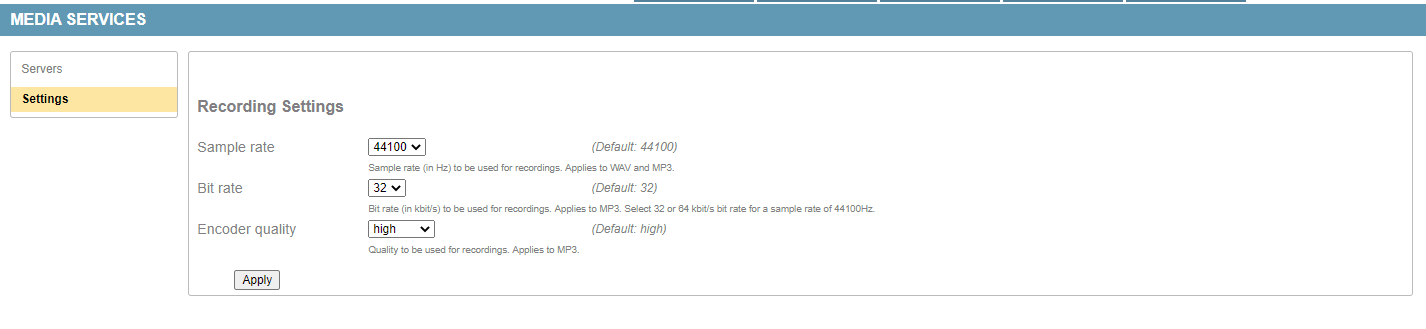 MEDIA SERVICES
Servers
Settings
Recording Settings
Sample rate 44100 (Default: 44100)
Sample rate (in Hz) to be used for recordings. Applies to WAV and MP3.
Bit rate 32 (Default: 32)
Bit rate (in kbit/s) to be used for recordings. Applies to MP3. Select 32 or 64 kbit/s bit rate for a sample rate of 44100Hz.
Encoder quality high (Default: high)
Quality to be used for recordings. Applies to MP3.
Apply